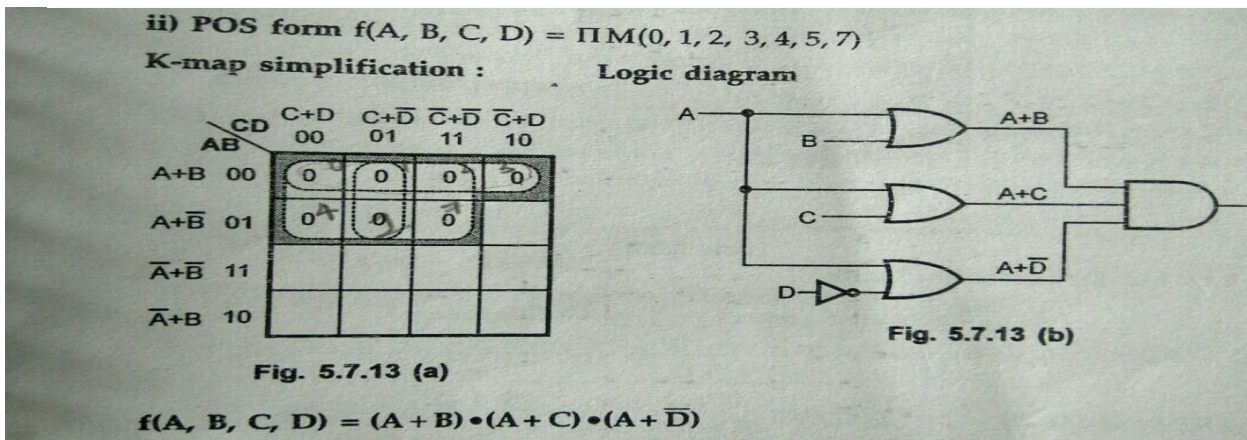 ii) POS form f(A, B, C, D) = ΠM(0, 1, 2, 3, 4, 5, 7)
K-map simplification :
Logic diagram
CD
AB
C+D C+D̅ C̅+D̅ C̅+D
00 01 11 10
A+B 00 0 0 0 0
A+B̅ 01 0 0 0
A̅+B̅ 11
A̅+B 10
Fig. 5.7.13 (a)
A
B
A+B
C
A+C
D
A+D̅
Fig. 5.7.13 (b)
f(A, B, C, D) = (A + B)•(A + C)•(A + D̅)